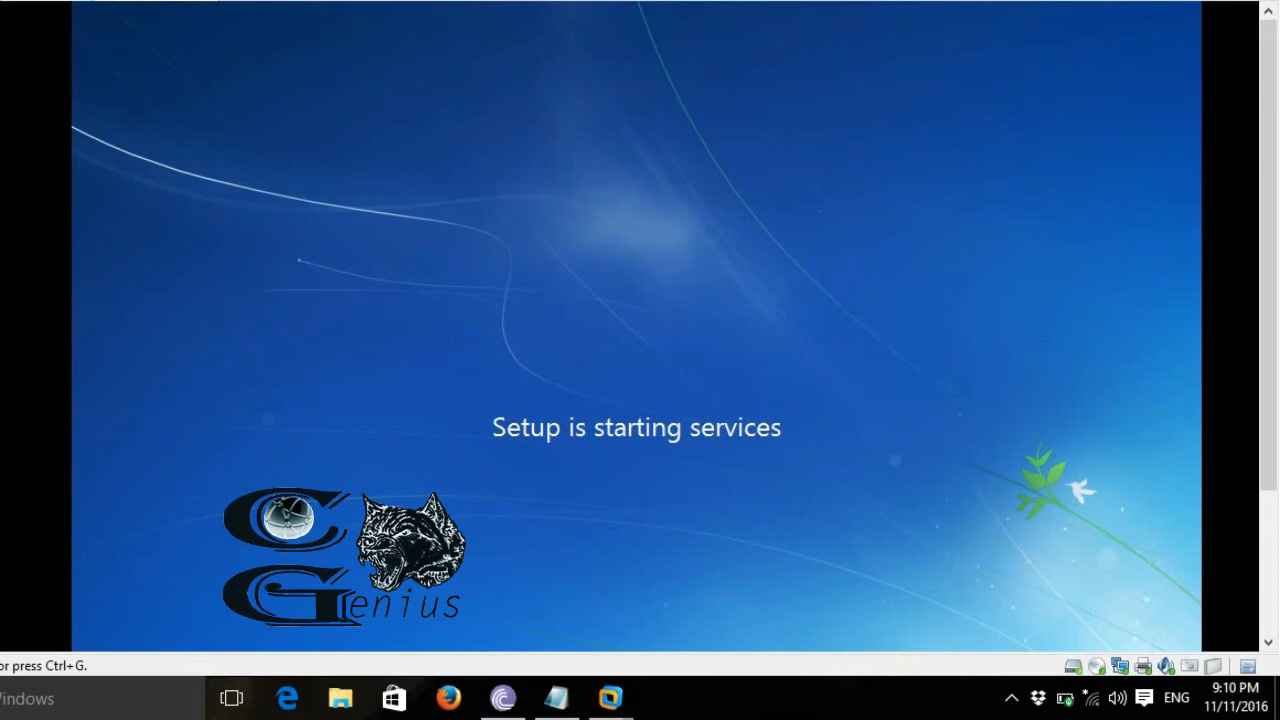 Setup is starting services
C
Genius
or press Ctrl+G.
indows
ENG
9:10 PM
11/11/2016